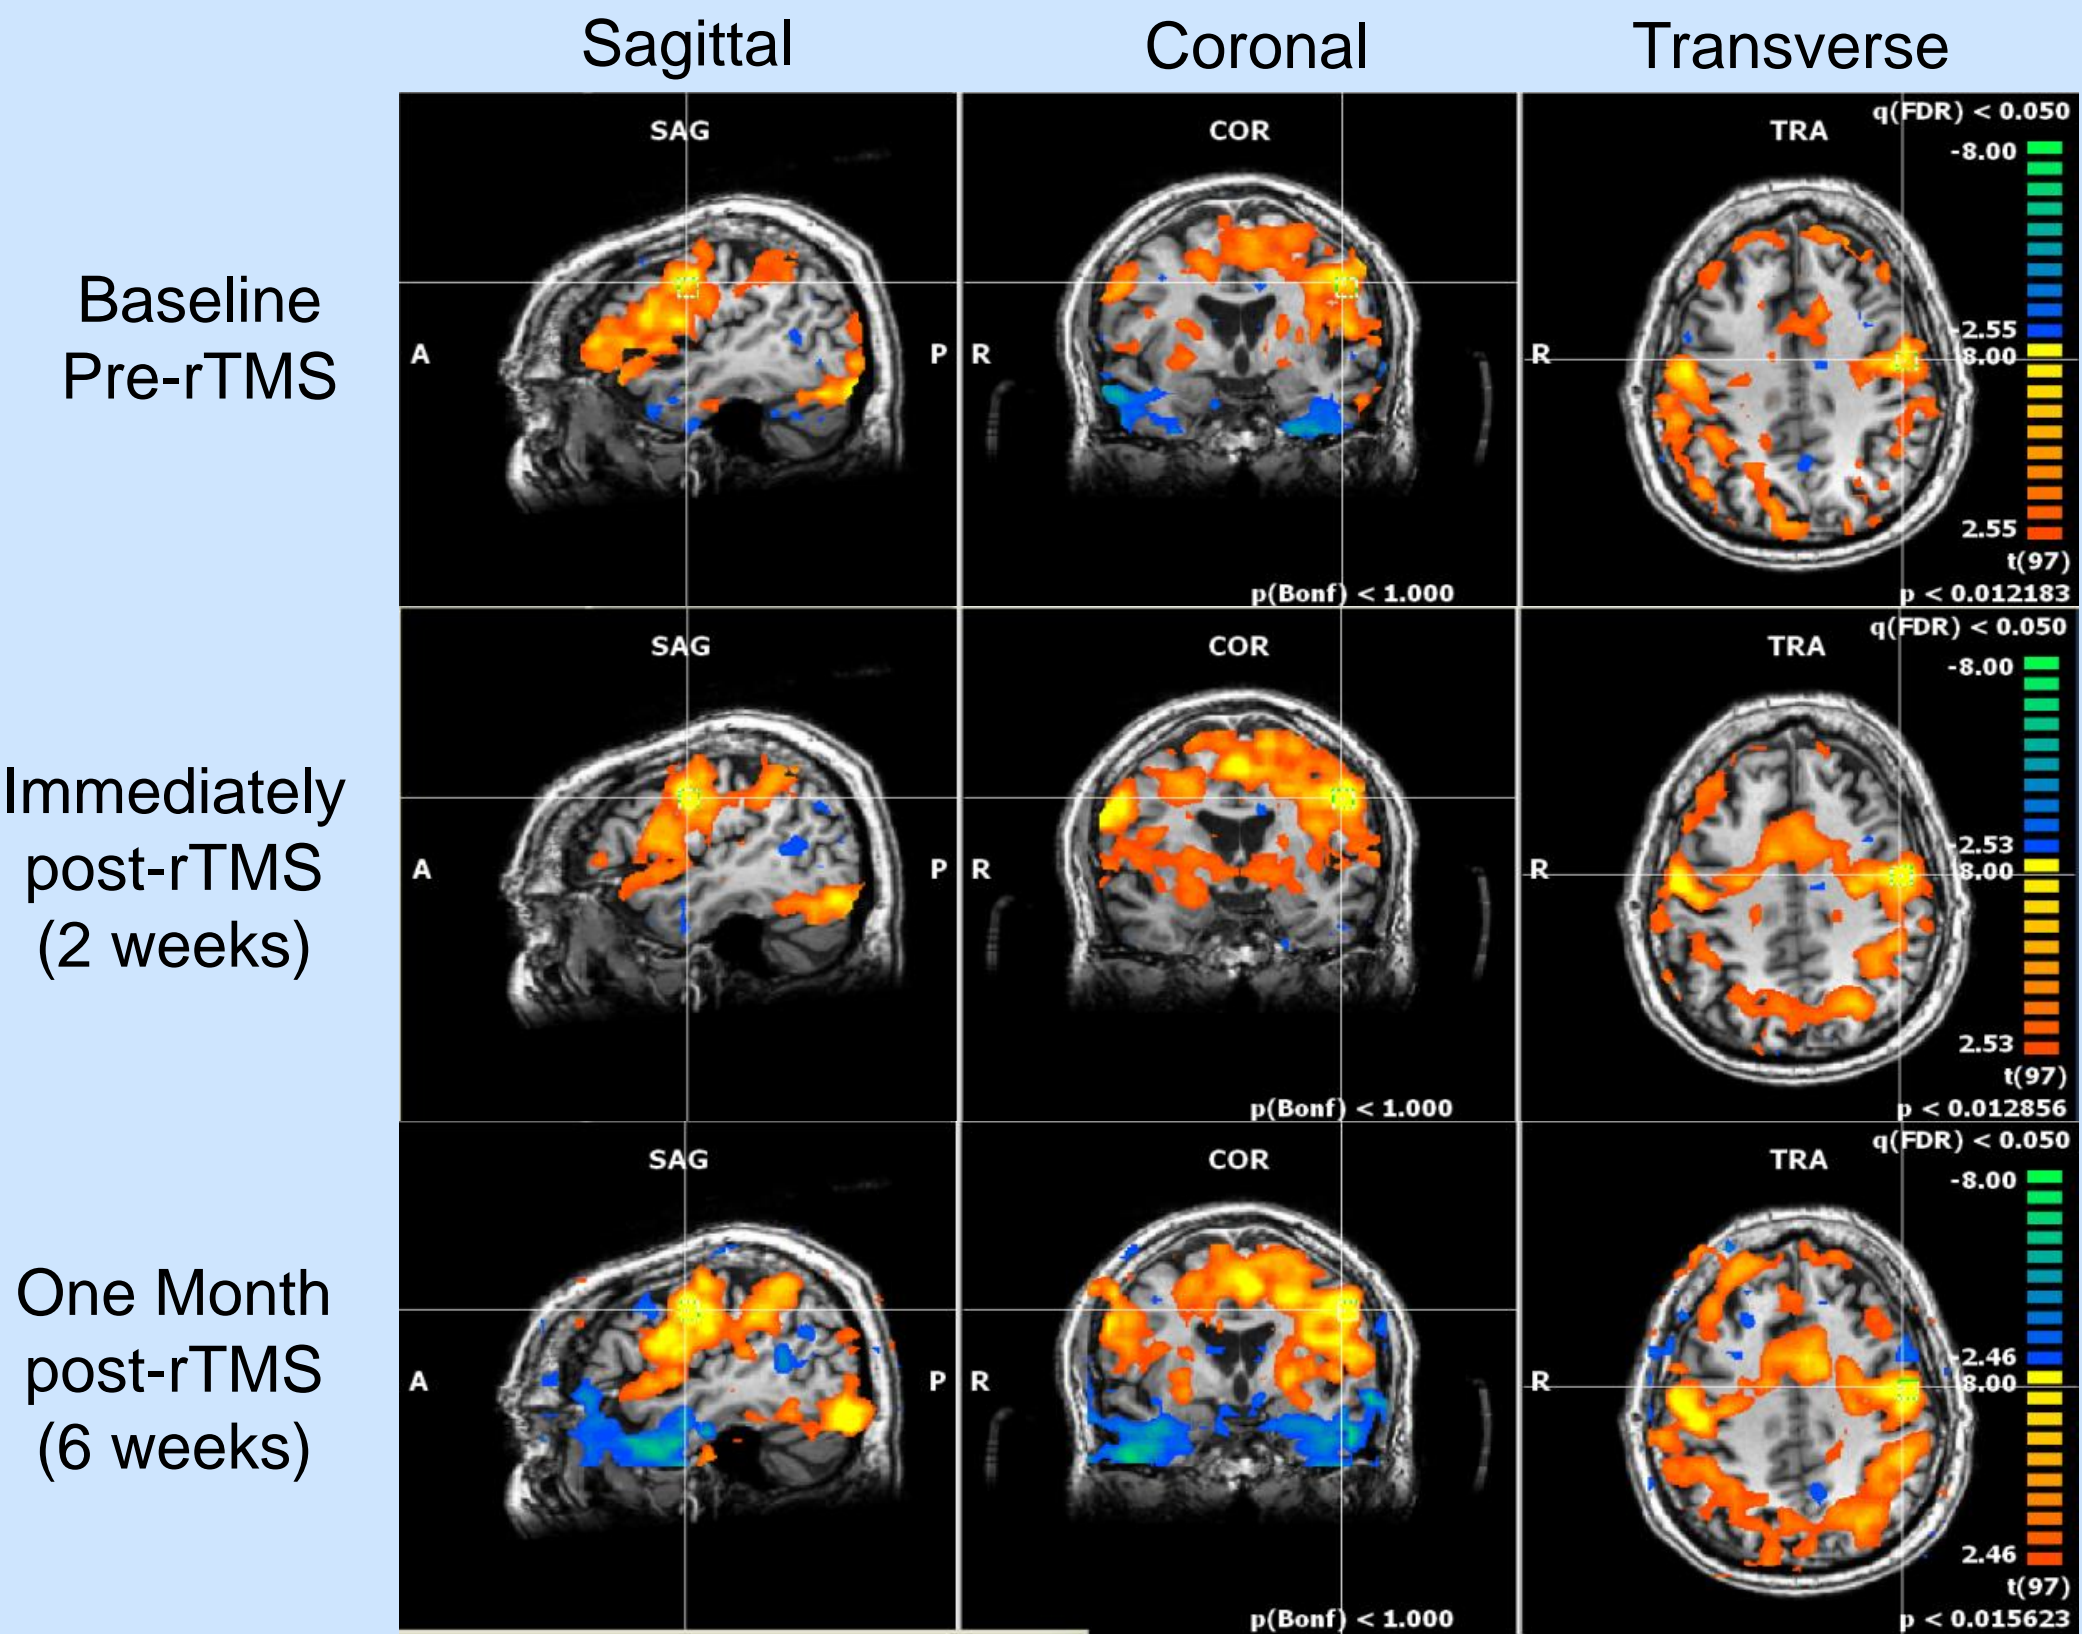 Sagittal Coronal Transverse
Baseline
Pre-rTMS
SAG COR TRA
q(FDR) < 0.050
-8.00
-2.55
8.00
A P R R
2.55
t(97)
p(Bonf) < 1.000
p < 0.012183
Immediately
post-rTMS
(2 weeks)
SAG COR TRA
q(FDR) < 0.050
-8.00
-2.53
8.00
A P R R
2.53
t(97)
p(Bonf) < 1.000
p < 0.012856
One Month
post-rTMS
(6 weeks)
SAG COR TRA
q(FDR) < 0.050
-8.00
-2.46
8.00
A P R R
2.46
t(97)
p(Bonf) < 1.000
p < 0.015623